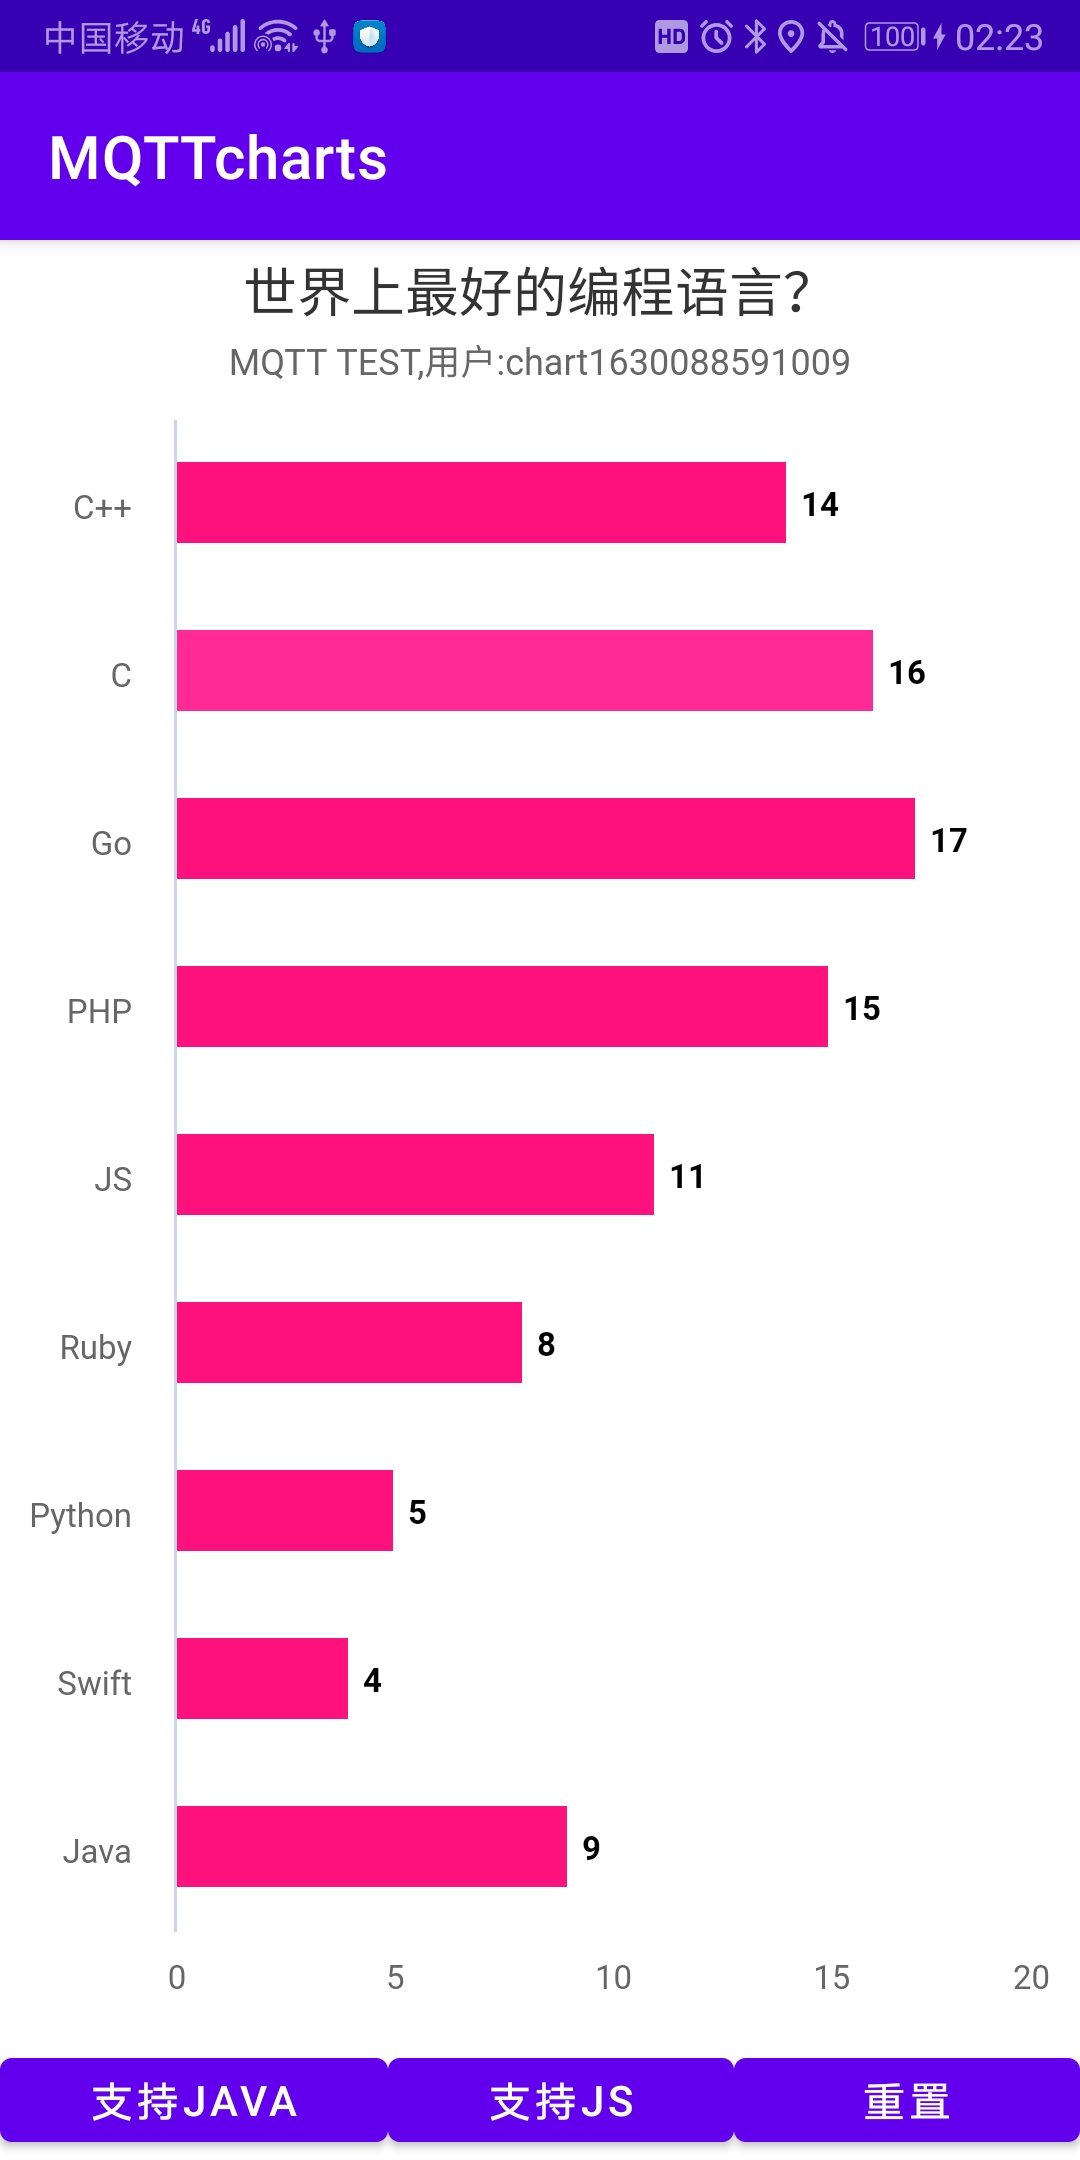 中国移动 4G HD 100 02:23
MQTTcharts
世界上最好的编程语言?
MQTT TEST,用户:chart1630088591009
C++ 14
C 16
Go 17
PHP 15
JS 11
Ruby 8
Python 5
Swift 4
Java 9
0 5 10 15 20
支持JAVA 支持JS 重置